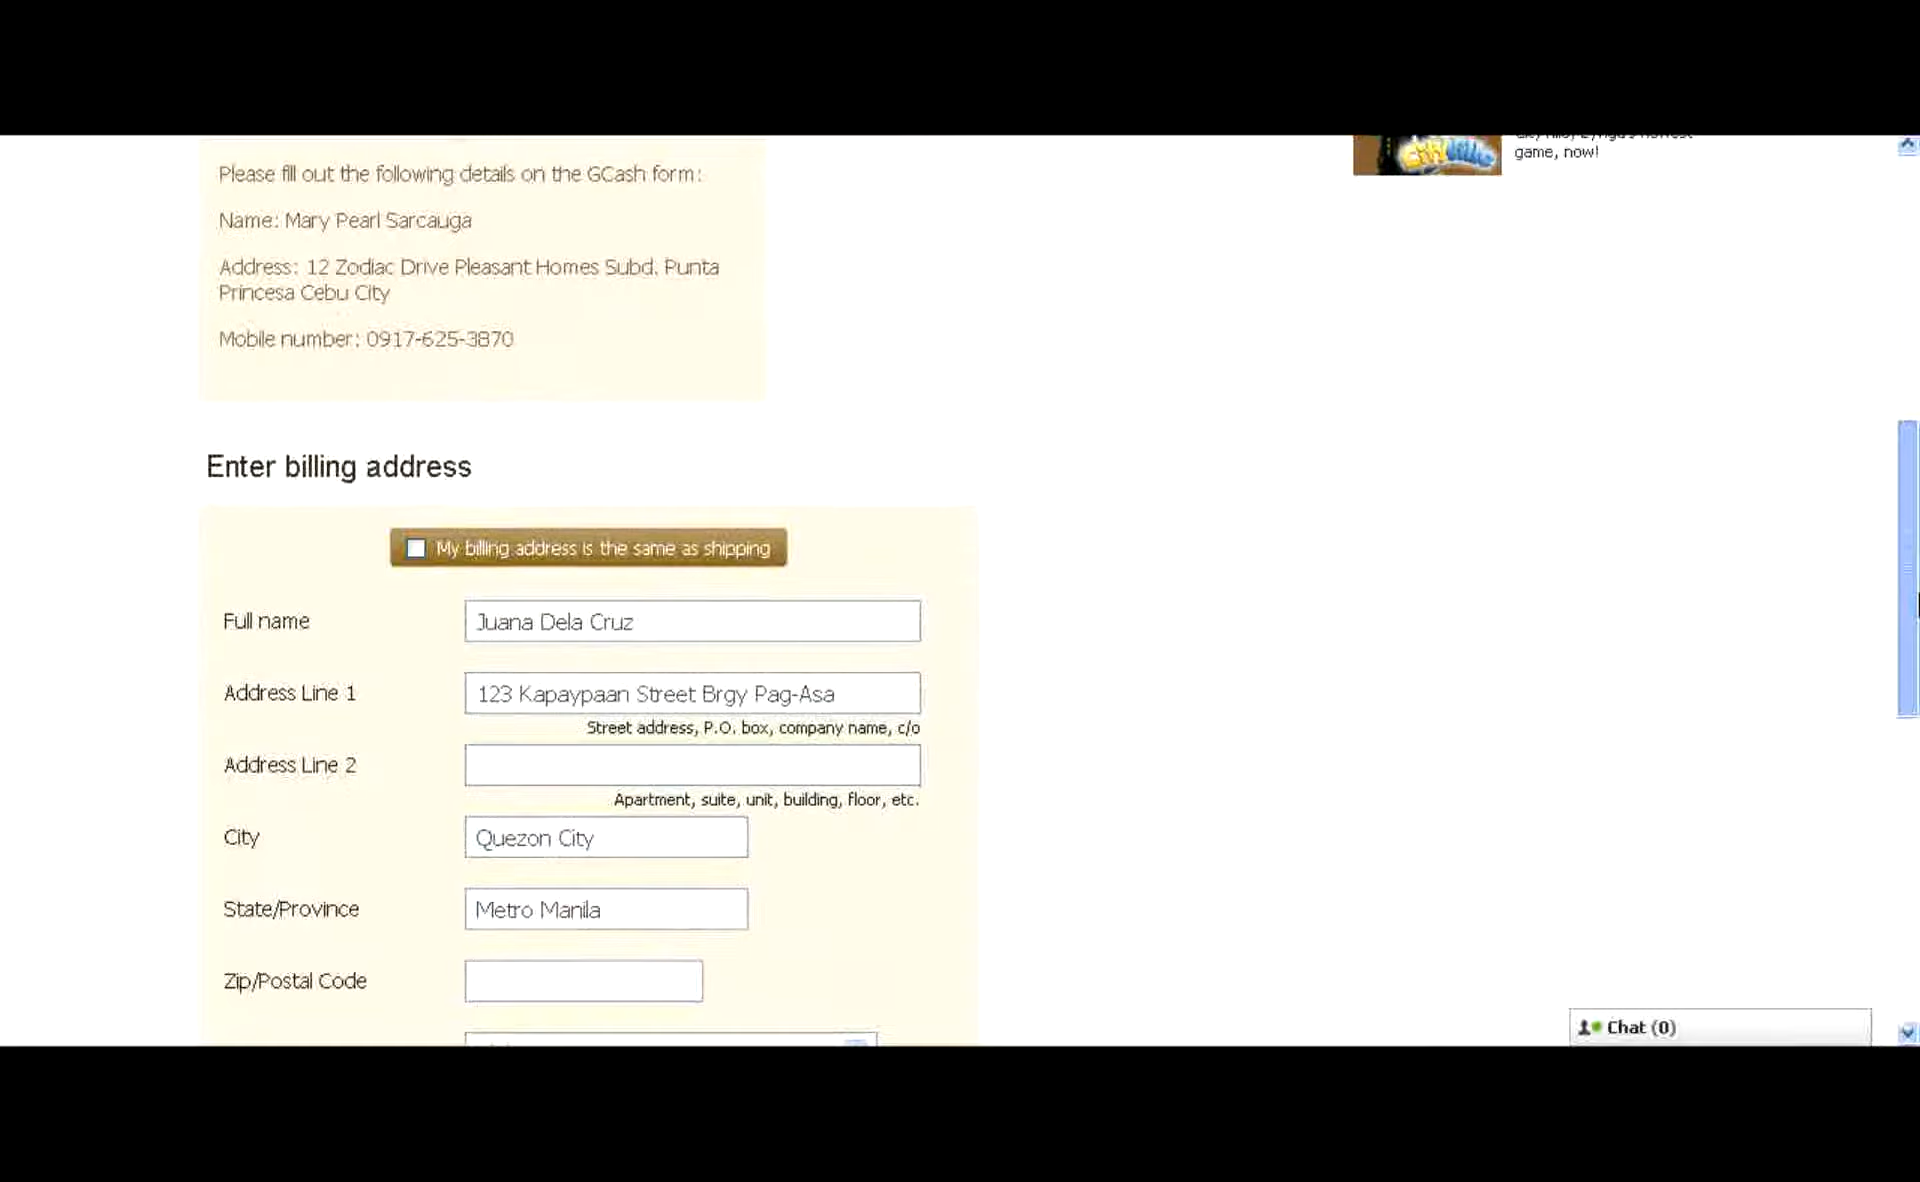 Please fill out the following details on the GCash form:
game, now!
Name: Mary Pearl Sarcauga
Address: 12 Zodiac Drive Pleasant Homes Subd. Punta
Princesa Cebu City
Mobile number: 0917-625-3870
Enter billing address
My billing address is the same as shipping
Full name
Juana Dela Cruz
Address Line 1
123 Kapaypaan Street Brgy Pag-Asa
Street address, P.O. box, company name, c/o
Address Line 2
Apartment, suite, unit, building, floor, etc.
City
Quezon City
State/Province
Metro Manila
Zip/Postal Code
Chat (0)